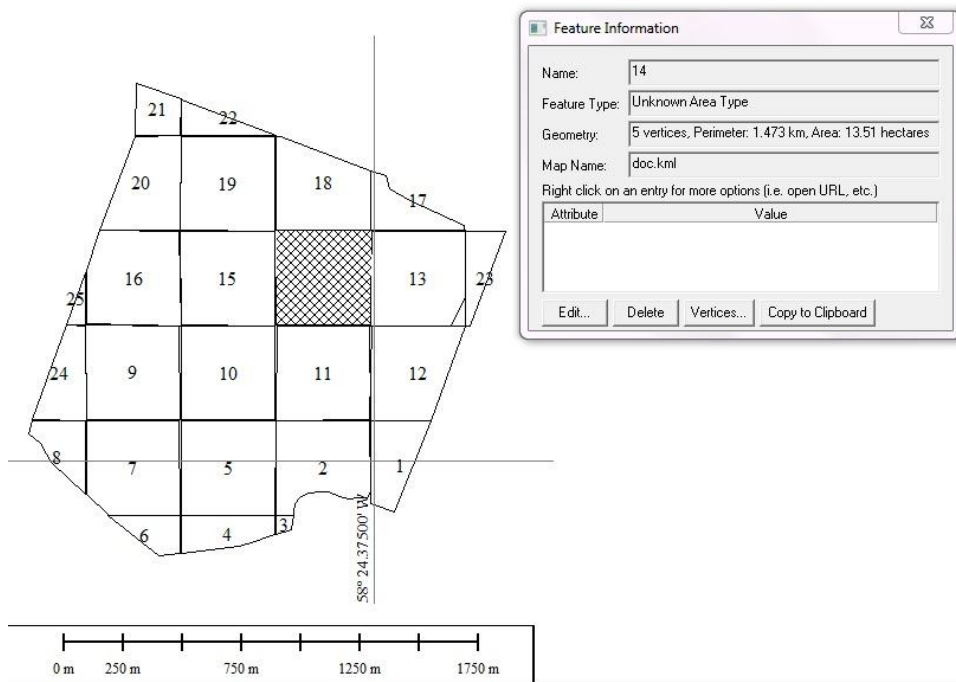 Feature Information
Name: 14
Feature Type: Unknown Area Type
Geometry: 5 vertices, Perimeter: 1.473 km, Area: 13.51 hectares
Map Name: doc.kml
Right click on an entry for more options (i.e. open URL, etc.)
Attribute Value
Edit... Delete Vertices... Copy to Clipboard
21
22
20 19 18
17
16 15 13 23
25
24 9 10 11 12
8 7 5 2 1
6 4 3
58° 24.37500' W
0 m 250 m 750 m 1250 m 1750 m